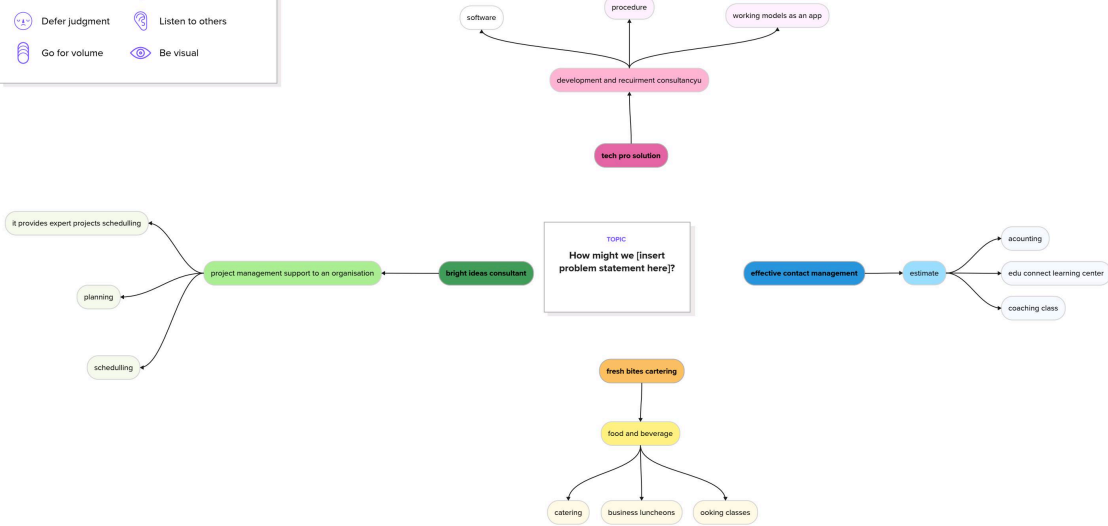 Defer judgment
Listen to others
Go for volume
Be visual
software
procedure
working models as an app
development and recuirment consultancyu
tech pro solution
it provides expert projects schedulling
project management support to an organisation
bright ideas consultant
planning
schedulling
TOPIC
How might we [insert
problem statement here]?
effective contact management
estimate
acounting
edu connect learning center
coaching class
fresh bites cartering
food and beverage
catering
business luncheons
ooking classes